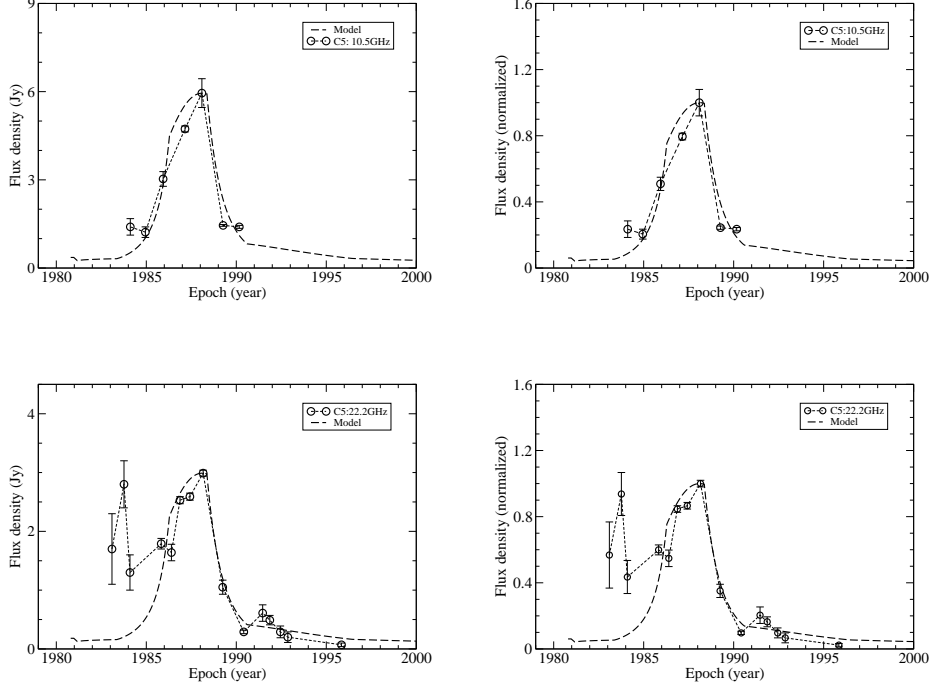 9
6
3
0
1980 1985 1990 1995 2000
Flux density (Jy)
Epoch (year)
Model
C5: 10.5GHz
1.6
1.2
0.8
0.4
0
1980 1985 1990 1995 2000
Flux density (normalized)
Epoch (year)
C5:10.5GHz
Model
4
2
0
1980 1985 1990 1995 2000
Flux density (Jy)
Epoch (year)
C5:22.2GHz
Model
1.6
1.2
0.8
0.4
0
1980 1985 1990 1995 2000
Flux density (normalized)
Epoch (year)
C5:22.2GHz
Model